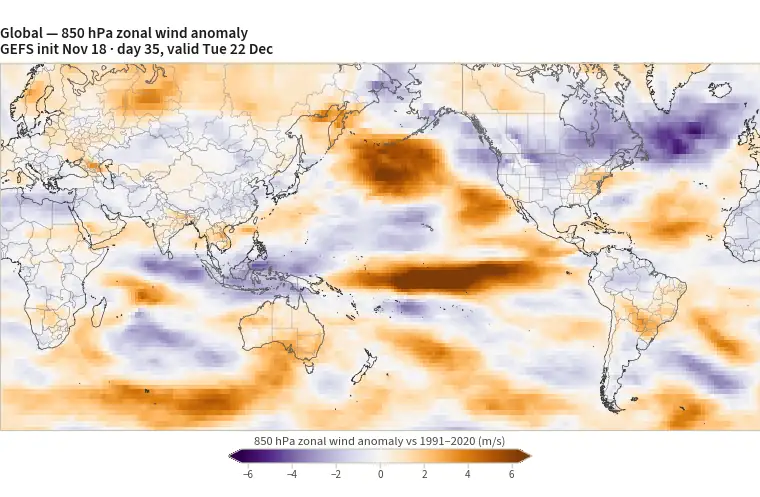 Global — 850 hPa zonal wind anomaly
GEFS init Nov 18 · day 35, valid Tue 22 Dec
850 hPa zonal wind anomaly vs 1991–2020 (m/s)
−6 −4 −2 0 2 4 6